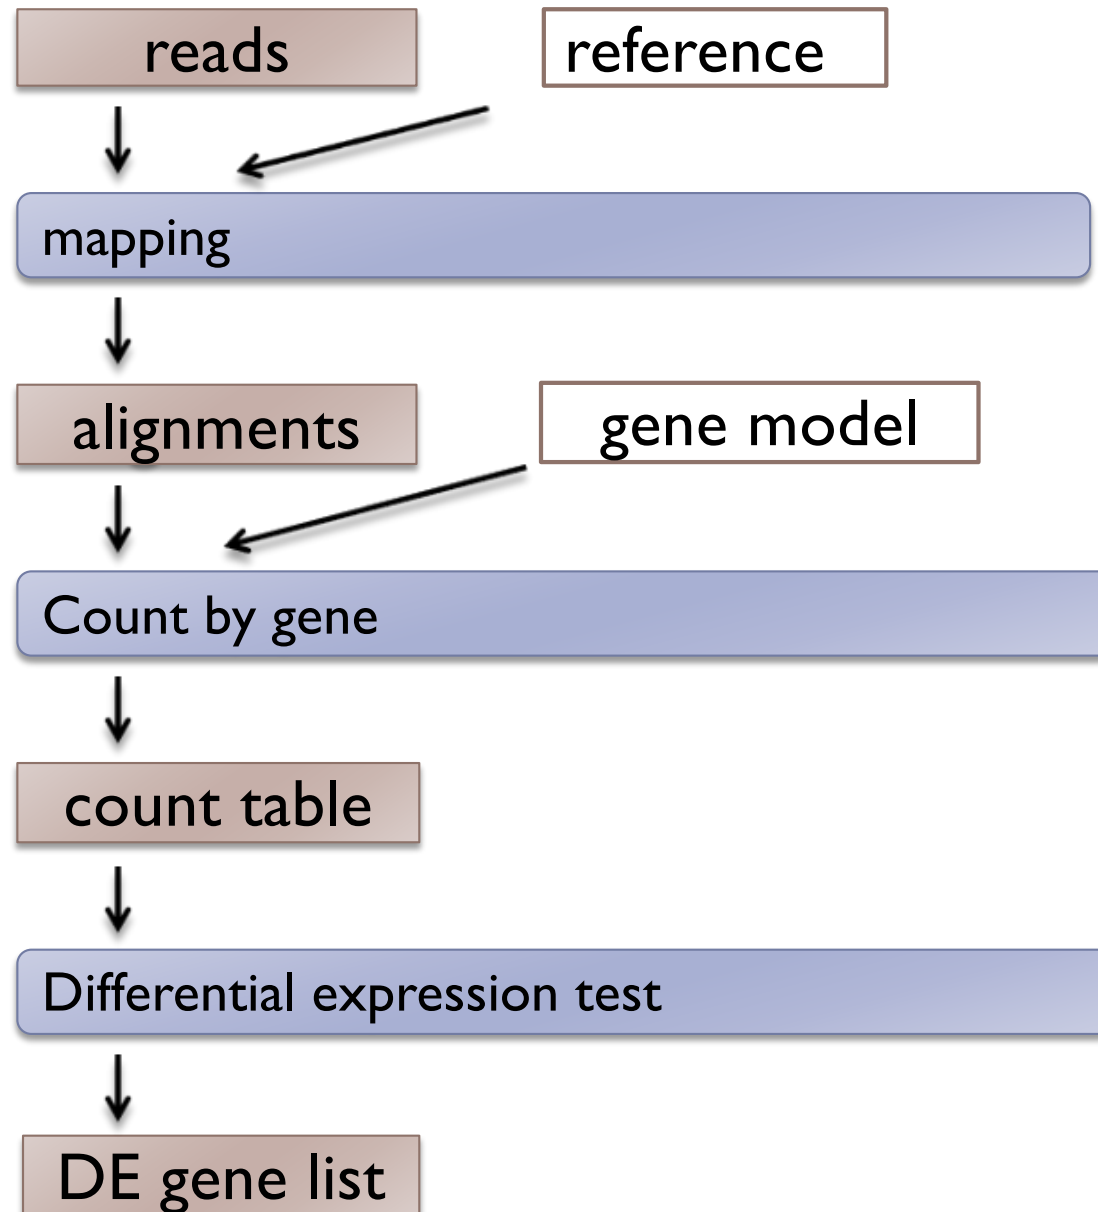 reads
reference
mapping
alignments
gene model
Count by gene
count table
Differential expression test
DE gene list